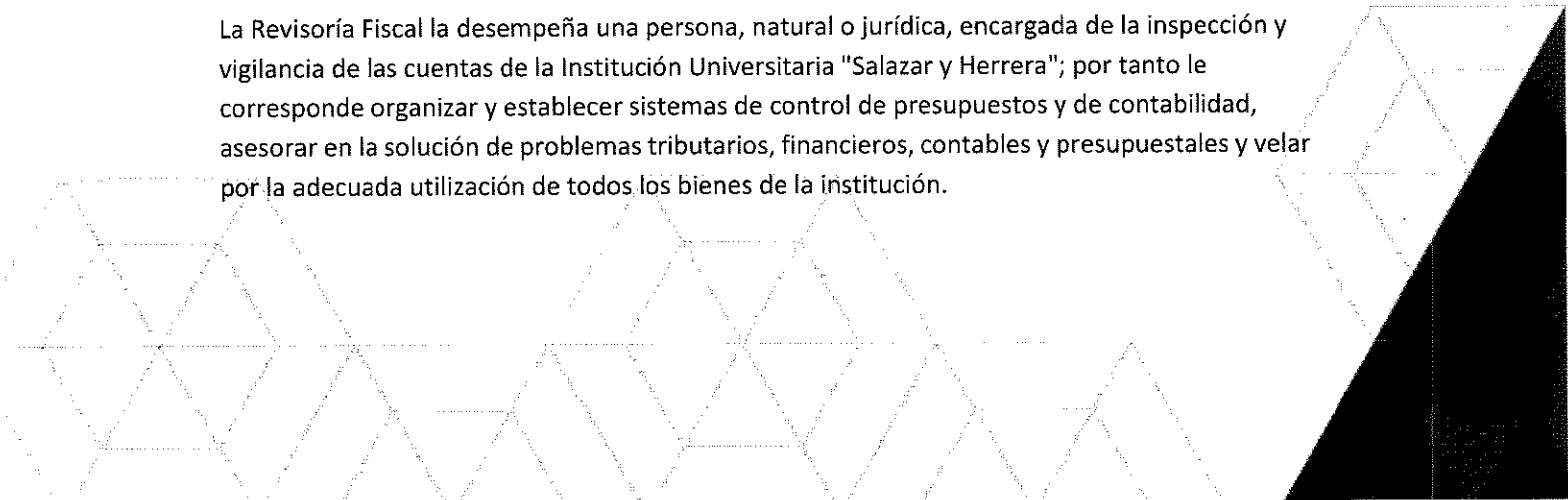 La Revisoría Fiscal la desempeña una persona, natural o jurídica, encargada de la inspección y
vigilancia de las cuentas de la Institución Universitaria "Salazar y Herrera"; por tanto le
corresponde organizar y establecer sistemas de control de presupuestos y de contabilidad,
asesorar en la solución de problemas tributarios, financieros, contables y presupuestales y velar
por la adecuada utilización de todos los bienes de la institución.